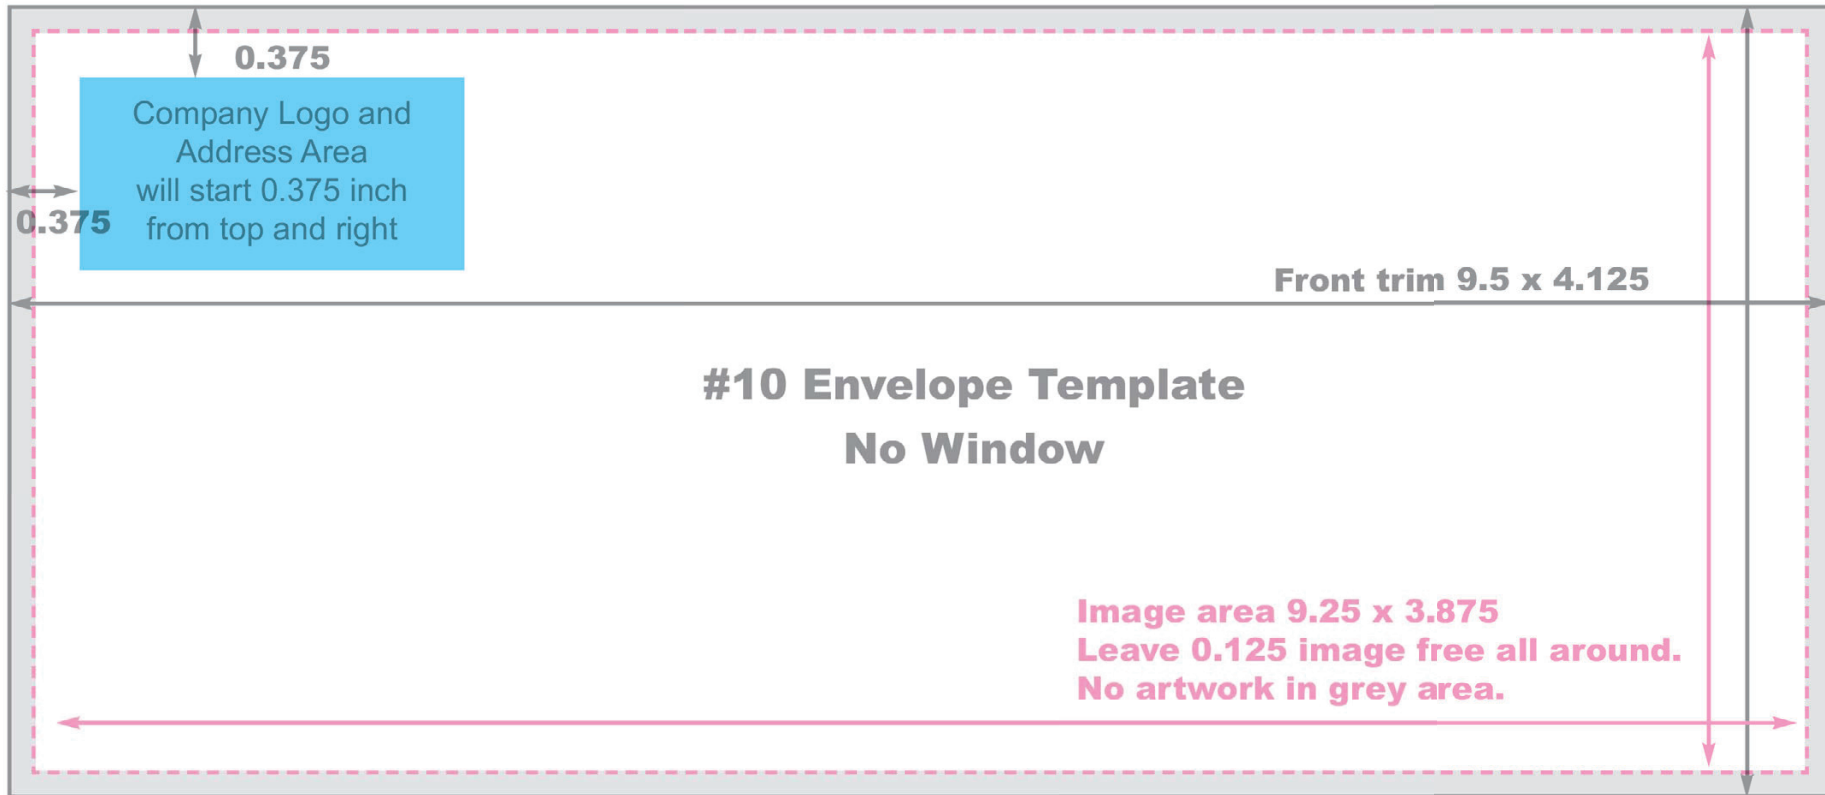 0.375
Company Logo and
Address Area
will start 0.375 inch
from top and right
0.375
Front trim 9.5 x 4.125
#10 Envelope Template
No Window
Image area 9.25 x 3.875
Leave 0.125 image free all around.
No artwork in grey area.